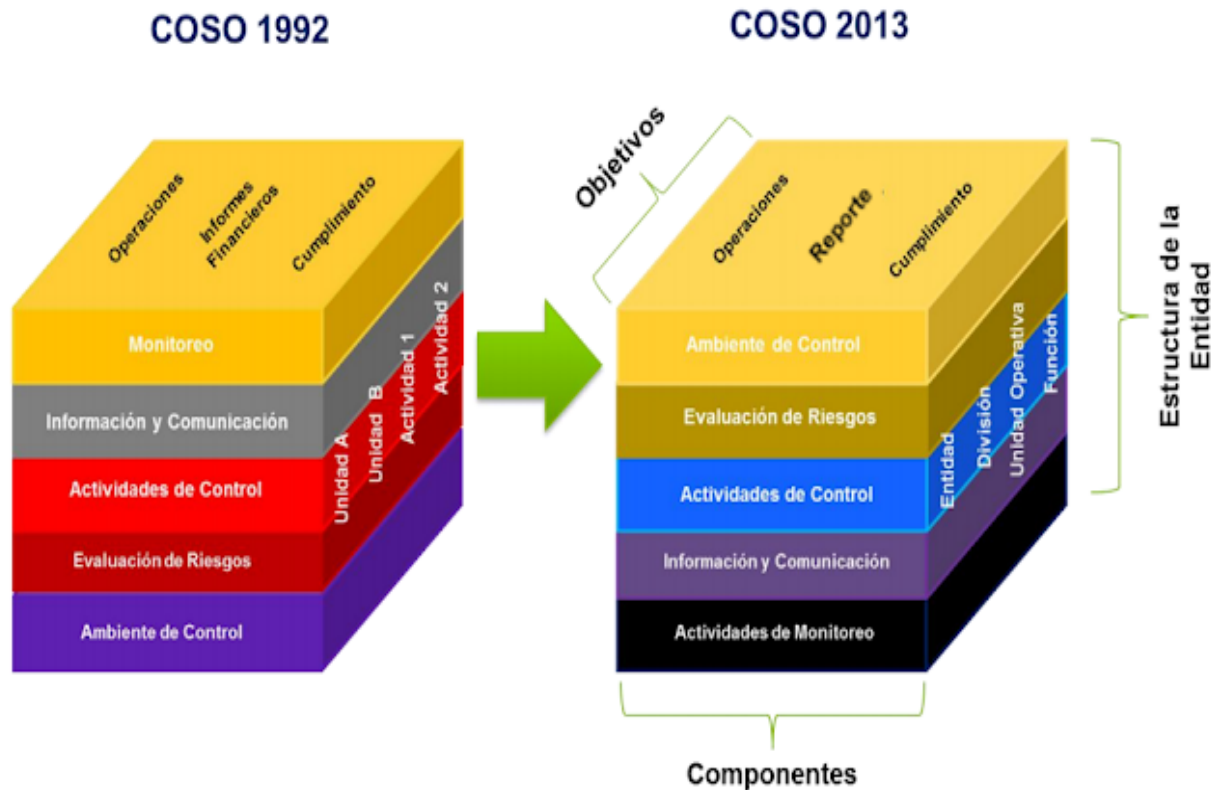 COSO 1992
COSO 2013
Operaciones
Informes
Financieros
Cumplimiento
Monitoreo
Información y Comunicación
Actividades de Control
Evaluación de Riesgos
Ambiente de Control
Unidad A
Unidad B
Actividad 1
Actividad 2
Objetivos
Operaciones
Reporte
Cumplimiento
Ambiente de Control
Evaluación de Riesgos
Actividades de Control
Información y Comunicación
Actividades de Monitoreo
Entidad
División
Unidad Operativa
Función
Estructura de la
Entidad
Componentes